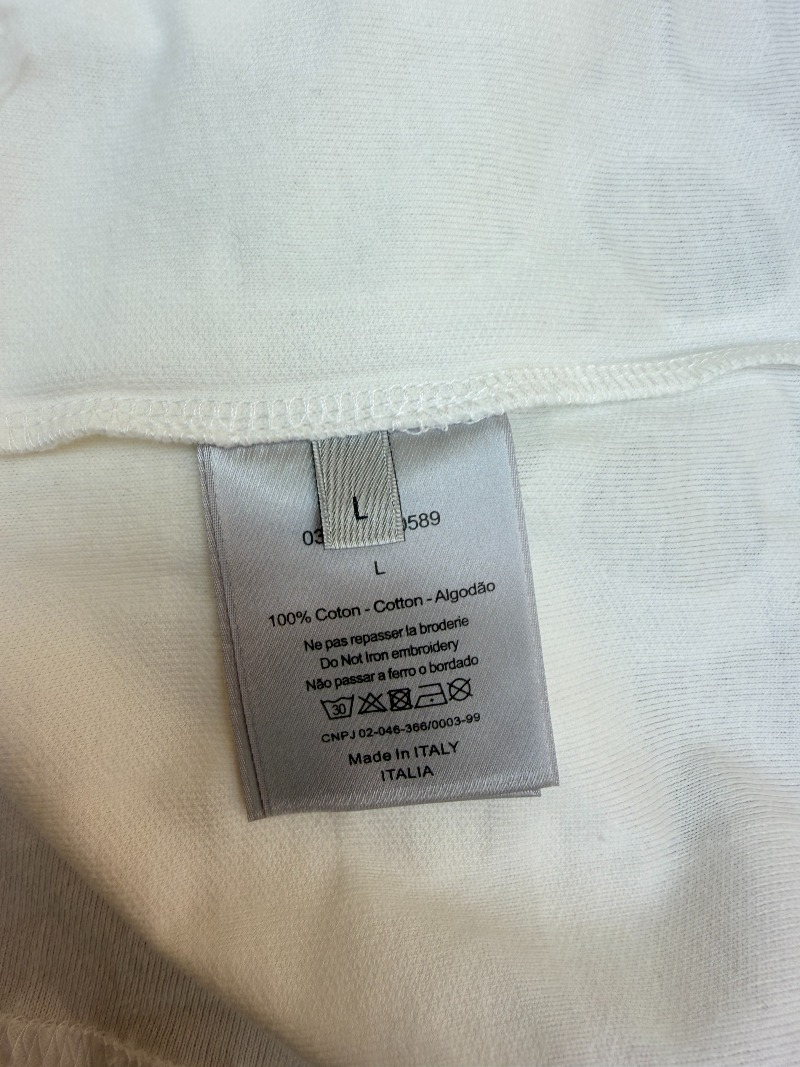 L
03 0589
L
100% Coton - Cotton - Algodão
Ne pas repasser la broderie
Do Not Iron embroidery
Não passar a ferro o bordado
30
CNPJ 02-046-366/0003-99
Made In ITALY
ITALIA